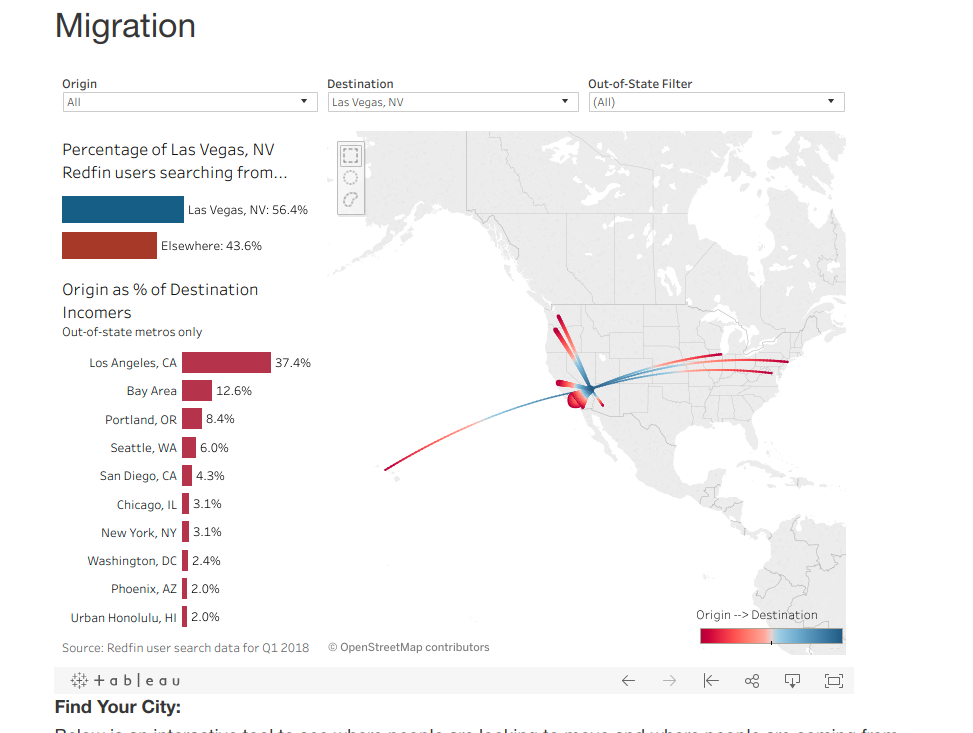 Migration
Origin
Destination
Out-of-State Filter
All
Las Vegas, NV
(All)
Percentage of Las Vegas, NV
Redfin users searching from...
Las Vegas, NV: 56.4%
Elsewhere: 43.6%
Origin as % of Destination
Incomers
Out-of-state metros only
Los Angeles, CA 37.4%
Bay Area 12.6%
Portland, OR 8.4%
Seattle, WA 6.0%
San Diego, CA 4.3%
Chicago, IL 3.1%
New York, NY 3.1%
Washington, DC 2.4%
Phoenix, AZ 2.0%
Urban Honolulu, HI 2.0%
Origin --> Destination
Source: Redfin user search data for Q1 2018
© OpenStreetMap contributors
+ableau
Find Your City:
Below is an interactive tool to see where people are looking to move and where people are coming from